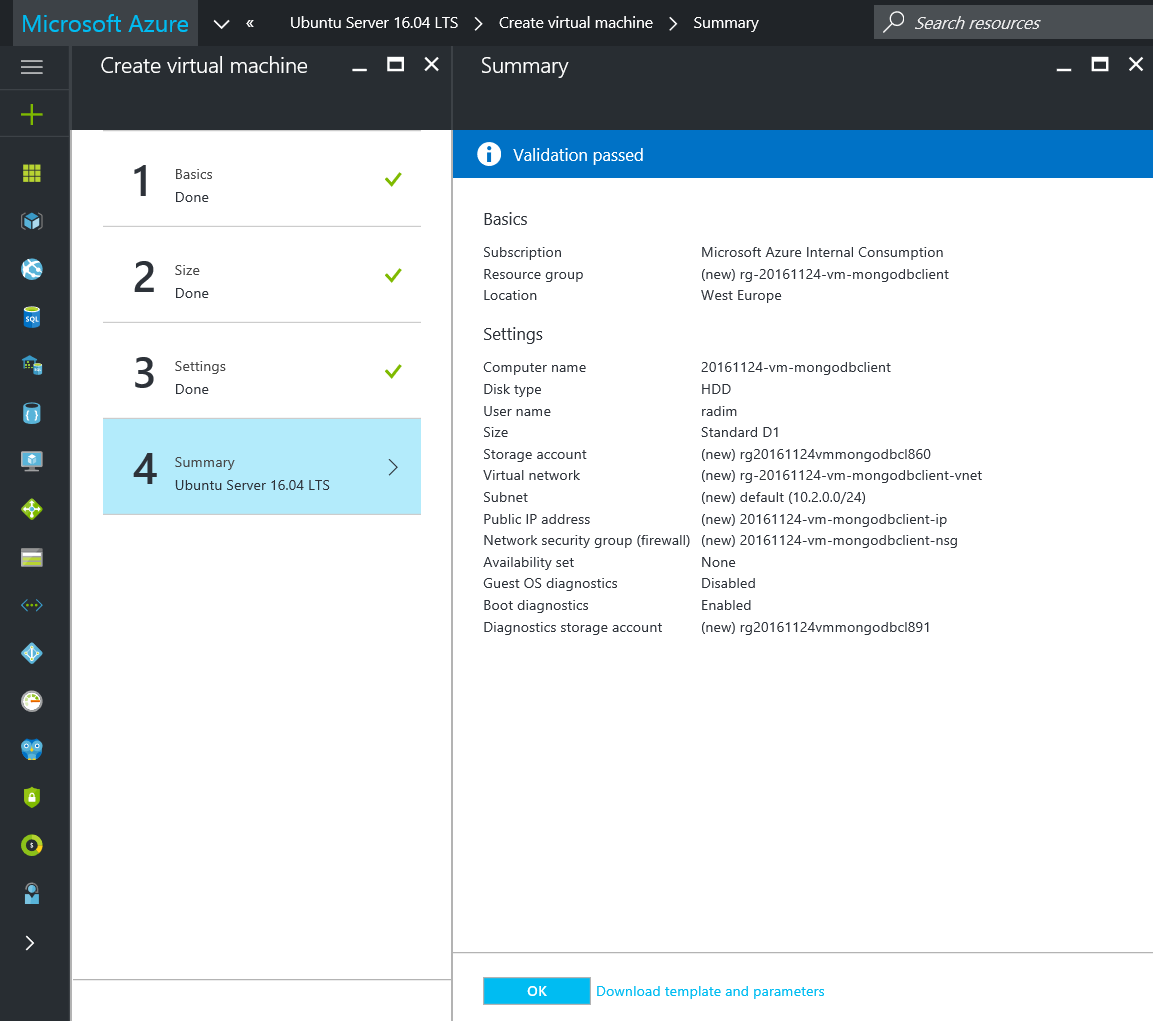 Microsoft Azure « Ubuntu Server 16.04 LTS > Create virtual machine > Summary Search resources
Create virtual machine
Summary
1 Basics
Done
2 Size
Done
3 Settings
Done
4 Summary
Ubuntu Server 16.04 LTS
Validation passed
Basics
Subscription Microsoft Azure Internal Consumption
Resource group (new) rg-20161124-vm-mongodbclient
Location West Europe
Settings
Computer name 20161124-vm-mongodbclient
Disk type HDD
User name radim
Size Standard D1
Storage account (new) rg20161124vmmongodbcl860
Virtual network (new) rg-20161124-vm-mongodbclient-vnet
Subnet (new) default (10.2.0.0/24)
Public IP address (new) 20161124-vm-mongodbclient-ip
Network security group (firewall) (new) 20161124-vm-mongodbclient-nsg
Availability set None
Guest OS diagnostics Disabled
Boot diagnostics Enabled
Diagnostics storage account (new) rg20161124vmmongodbcl891
OK Download template and parameters